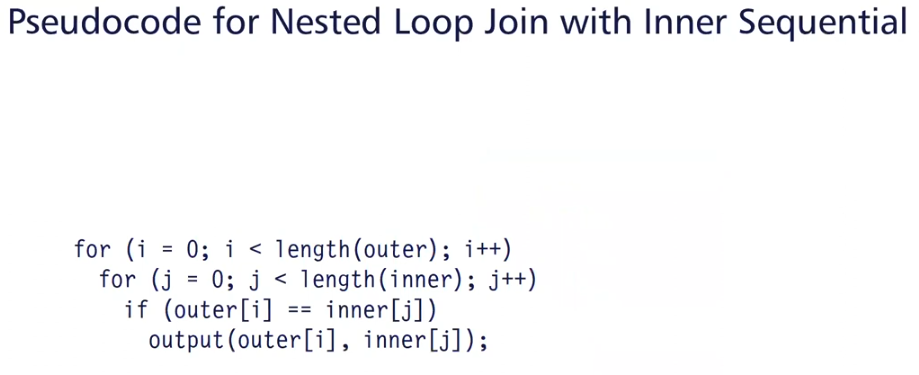 Pseudocode for Nested Loop Join with Inner Sequential
for (i = 0; i < length(outer); i++)
for (j = 0; j < length(inner); j++)
if (outer[i] == inner[j])
output(outer[i], inner[j]);